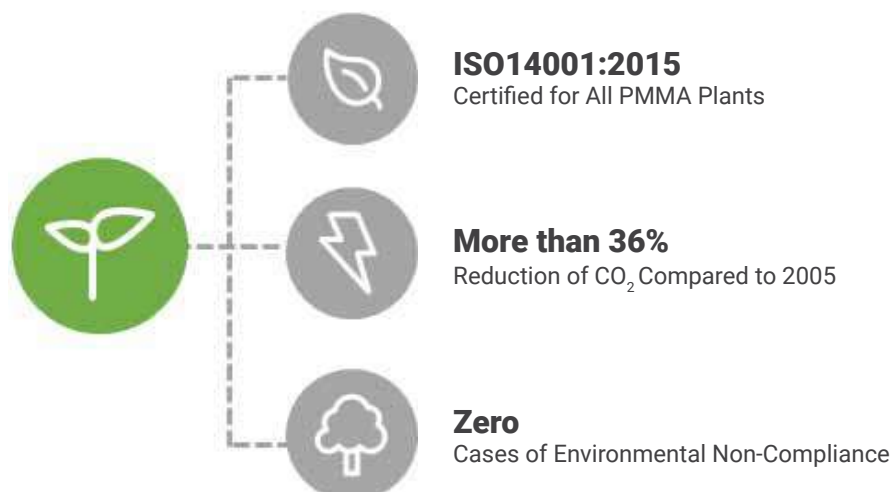 ISO14001:2015
Certified for All PMMA Plants
More than 36%
Reduction of CO₂ Compared to 2005
Zero
Cases of Environmental Non-Compliance